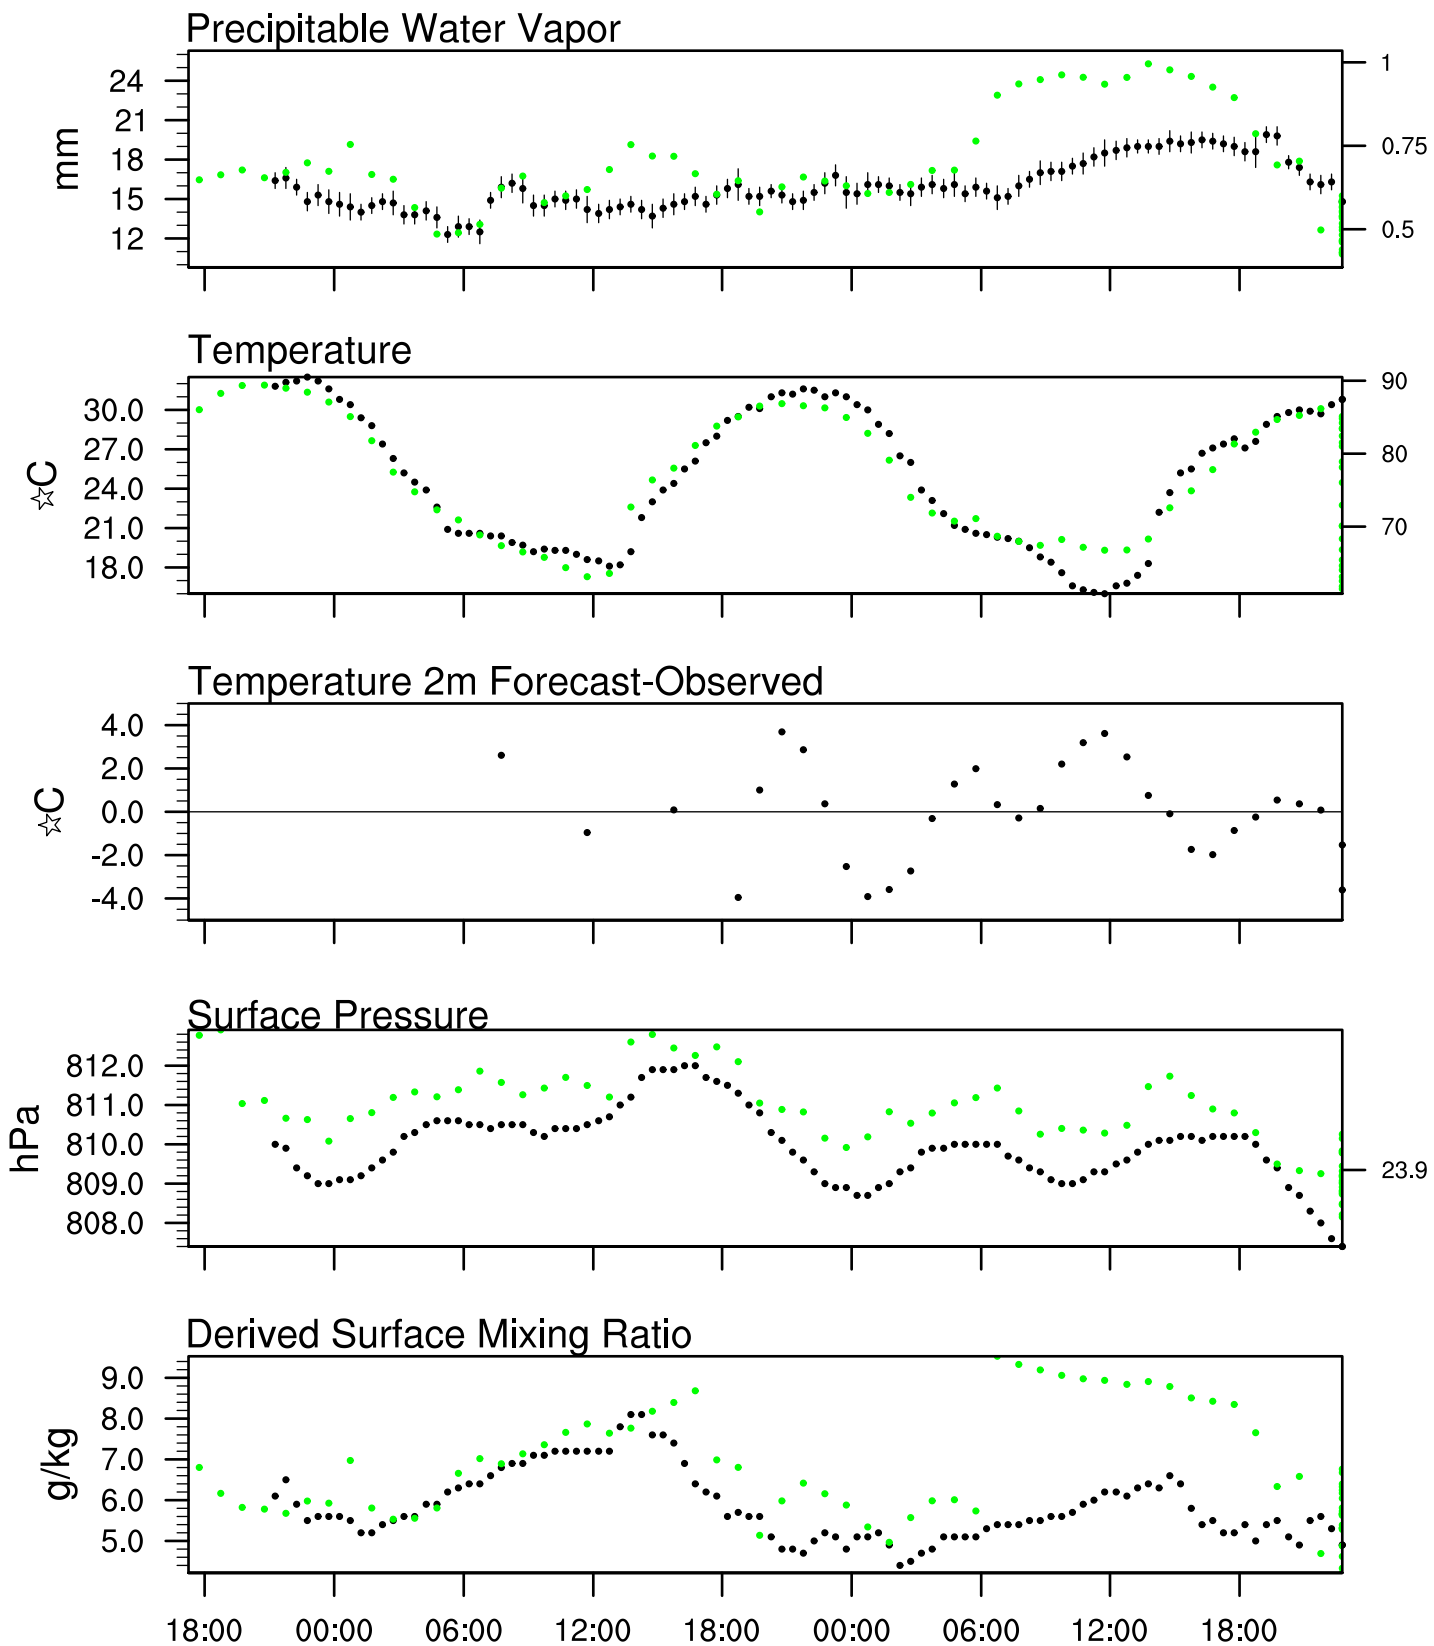 Precipitable Water Vapor
24
21
18
15
12
mm
1
0.75
0.5
Temperature
30.0
27.0
24.0
21.0
18.0
☆C
90
80
70
Temperature 2m Forecast-Observed
4.0
2.0
0.0
-2.0
-4.0
☆C
Surface Pressure
812.0
811.0
810.0
809.0
808.0
hPa
23.9
Derived Surface Mixing Ratio
9.0
8.0
7.0
6.0
5.0
g/kg
18:00 00:00 06:00 12:00 18:00 00:00 06:00 12:00 18:00